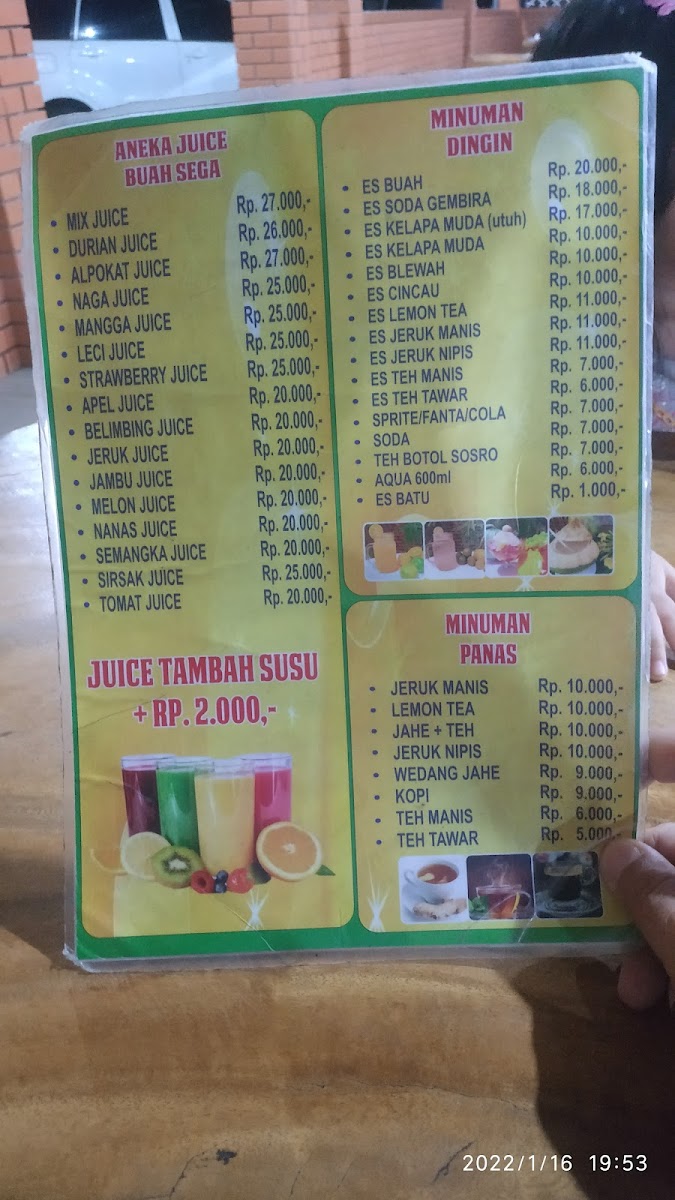 ANEKA JUICE
BUAH SEGA
• MIX JUICE Rp. 27.000,-
• DURIAN JUICE Rp. 26.000,-
• ALPOKAT JUICE Rp. 27.000,-
• NAGA JUICE Rp. 25.000,-
• MANGGA JUICE Rp. 25.000,-
• LECI JUICE Rp. 25.000,-
• STRAWBERRY JUICE Rp. 25.000,-
• APEL JUICE Rp. 20.000,-
• BELIMBING JUICE Rp. 20.000,-
• JERUK JUICE Rp. 20.000,-
• JAMBU JUICE Rp. 20.000,-
• MELON JUICE Rp. 20.000,-
• NANAS JUICE Rp. 20.000,-
• SEMANGKA JUICE Rp. 20.000,-
• SIRSAK JUICE Rp. 25.000,-
• TOMAT JUICE Rp. 20.000,-
JUICE TAMBAH SUSU
+ RP. 2.000,-
MINUMAN
DINGIN
• ES BUAH Rp. 20.000,-
• ES SODA GEMBIRA Rp. 18.000,-
• ES KELAPA MUDA (utuh) Rp. 17.000,-
• ES KELAPA MUDA Rp. 10.000,-
• ES BLEWAH Rp. 10.000,-
• ES CINCAU Rp. 10.000,-
• ES LEMON TEA Rp. 11.000,-
• ES JERUK MANIS Rp. 11.000,-
• ES JERUK NIPIS Rp. 11.000,-
• ES TEH MANIS Rp. 7.000,-
• ES TEH TAWAR Rp. 6.000,-
• SPRITE/FANTA/COLA Rp. 7.000,-
• SODA Rp. 7.000,-
• TEH BOTOL SOSRO Rp. 7.000,-
• AQUA 600ml Rp. 6.000,-
• ES BATU Rp. 1.000,-
MINUMAN
PANAS
• JERUK MANIS Rp. 10.000,-
• LEMON TEA Rp. 10.000,-
• JAHE + TEH Rp. 10.000,-
• JERUK NIPIS Rp. 10.000,-
• WEDANG JAHE Rp. 9.000,-
• KOPI Rp. 9.000,-
• TEH MANIS Rp. 6.000,-
• TEH TAWAR Rp. 5.000,-
2022/1/16 19:53